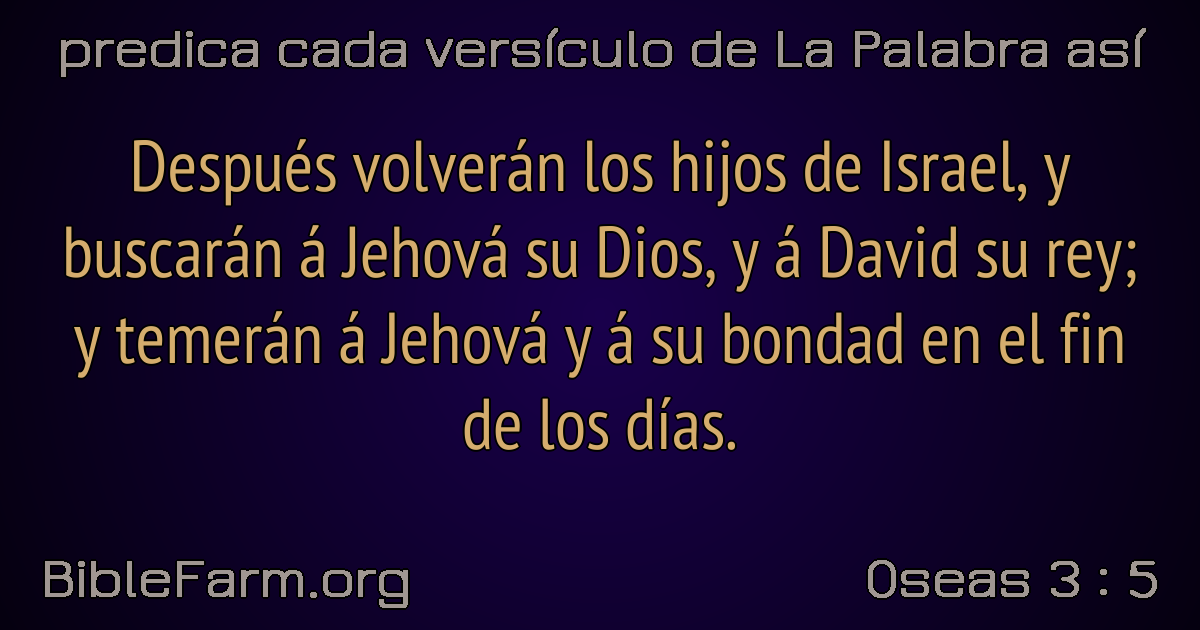 predica cada versículo de La Palabra así
Después volverán los hijos de Israel, y
buscarán á Jehová su Dios, y á David su rey;
y temerán á Jehová y á su bondad en el fin
de los días.
BibleFarm.org
Oseas 3 : 5